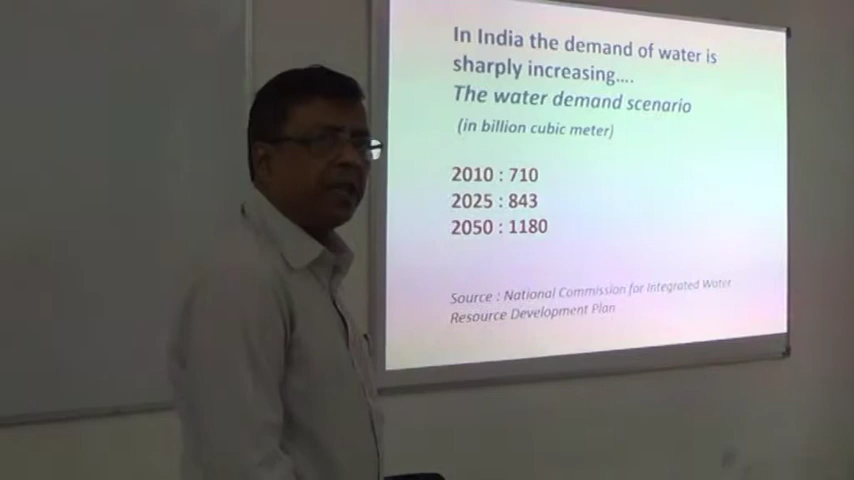 In India the demand of water is
sharply increasing....
The water demand scenario
(in billion cubic meter)
2010 : 710
2025 : 843
2050 : 1180
Source : National Commission for Integrated Water
Resource Development Plan